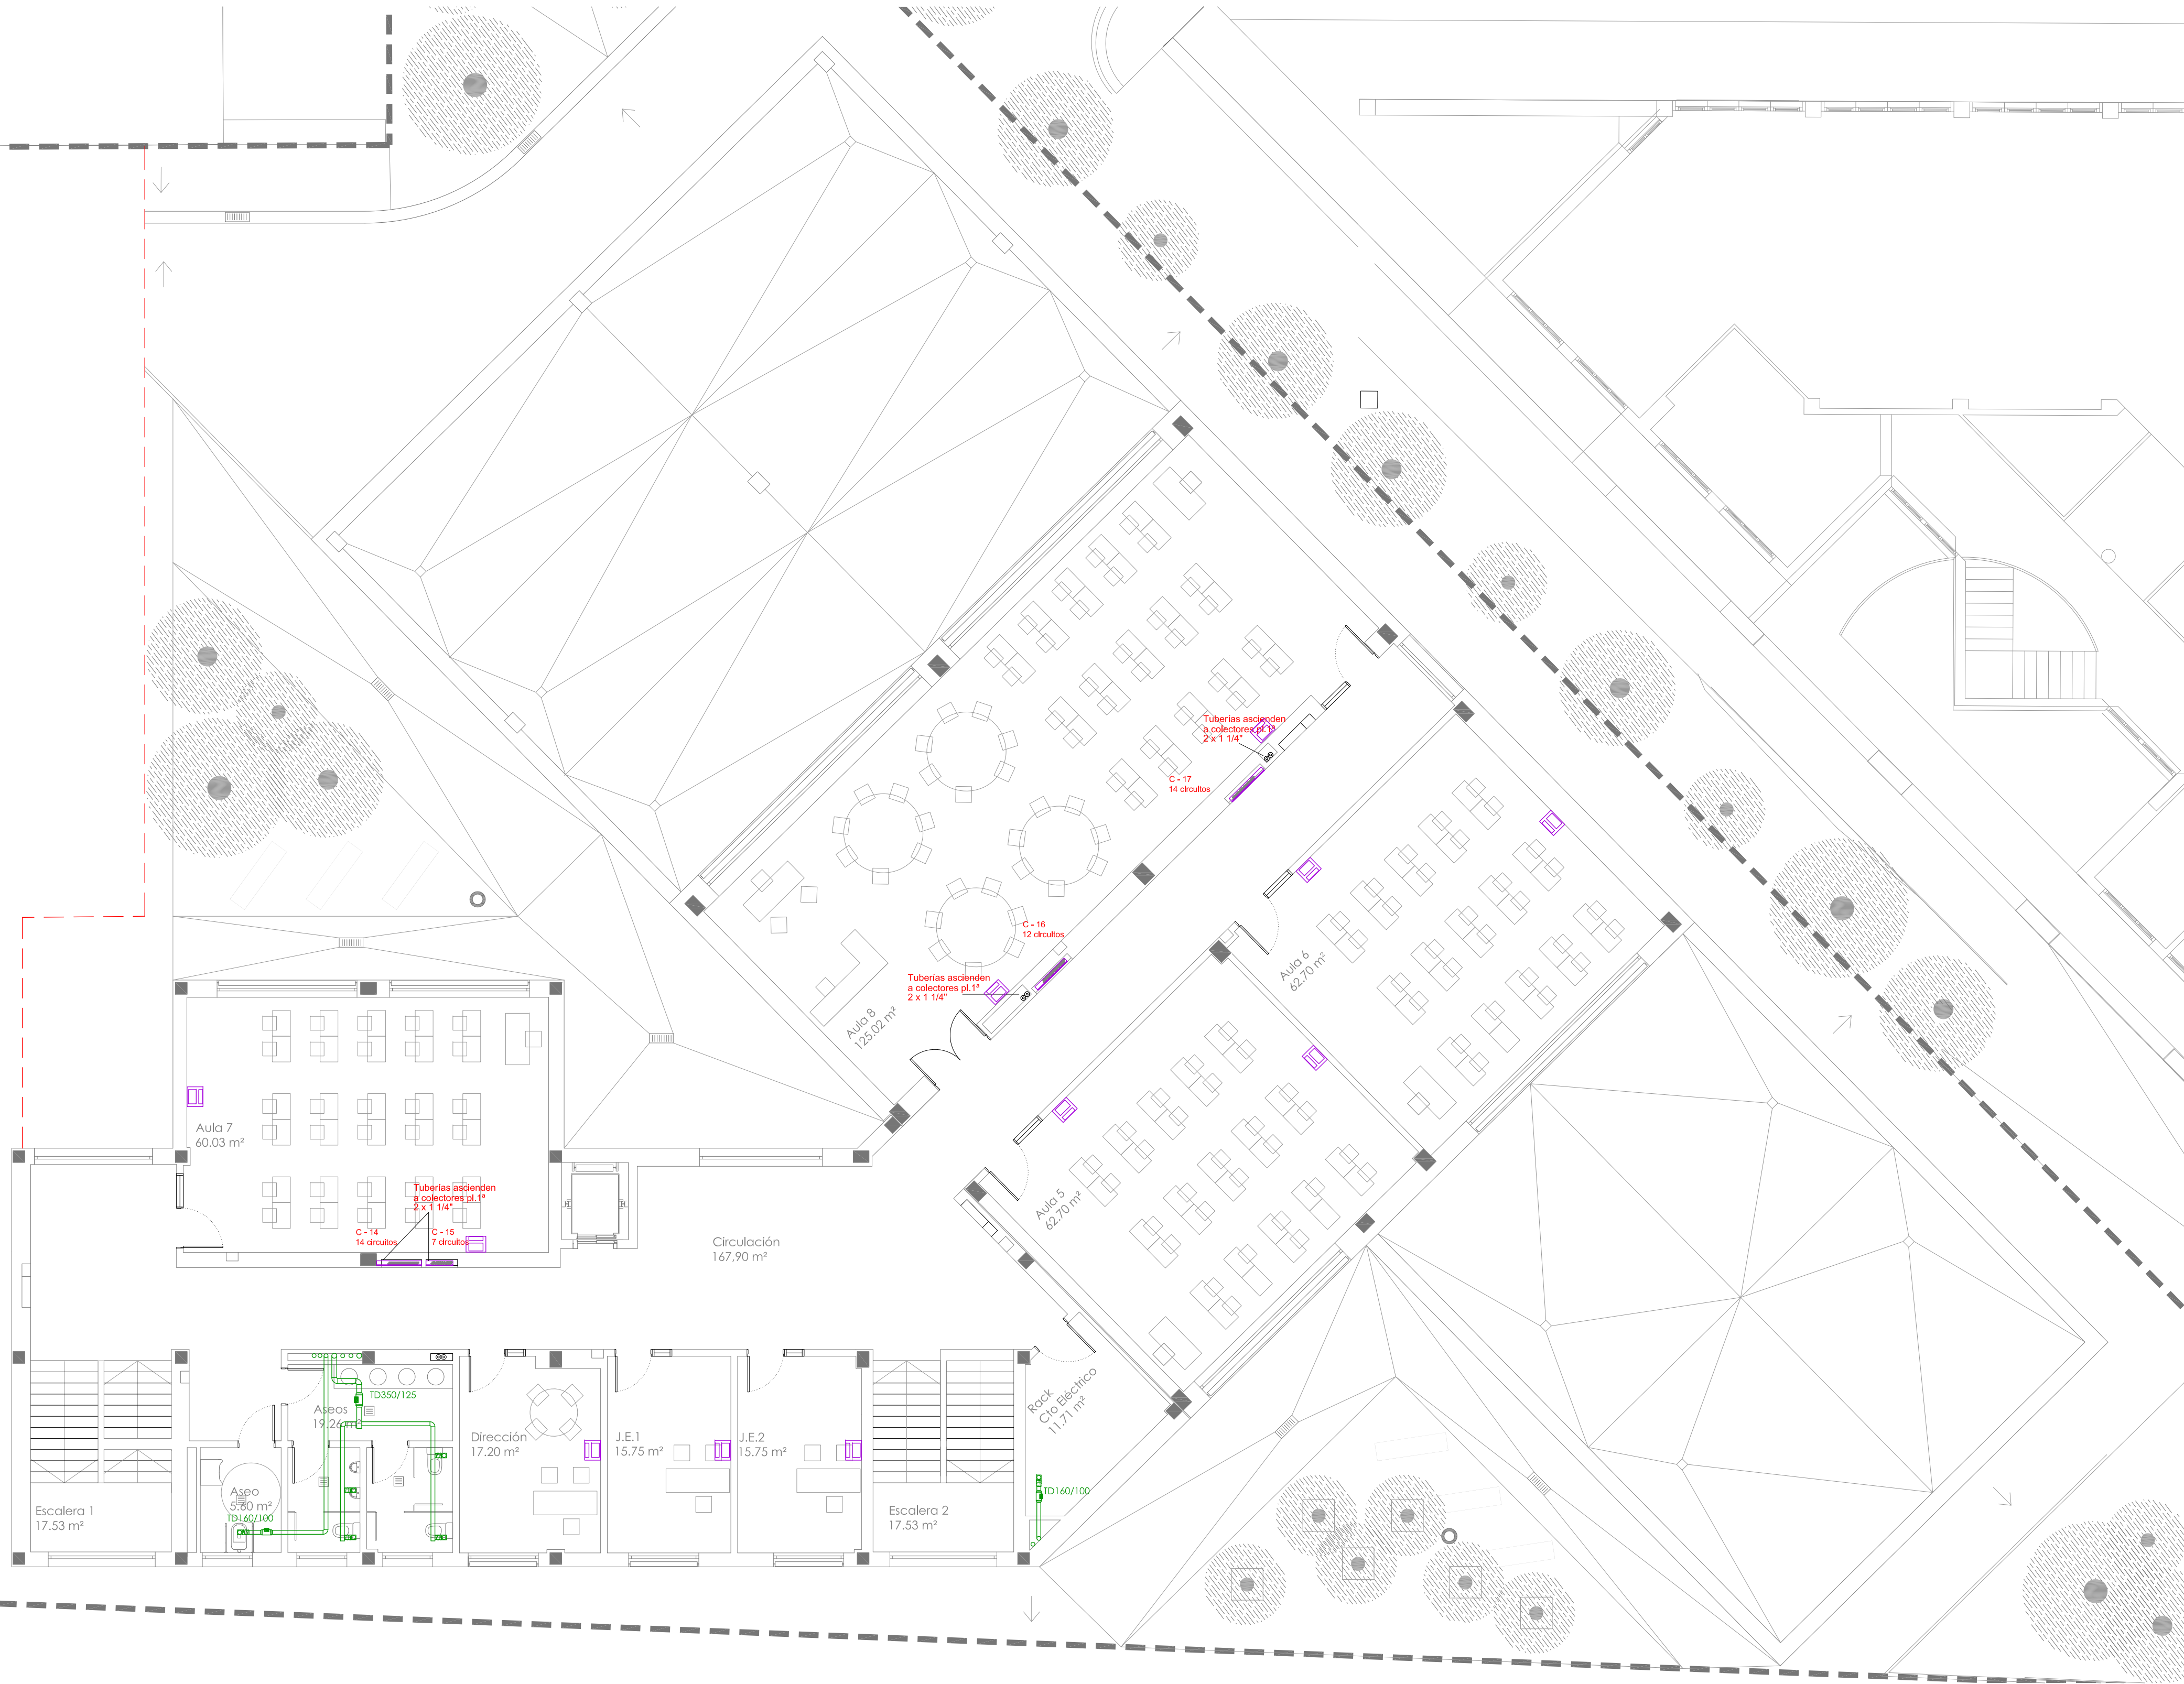 Tuberías ascienden
a colectores pl.1ª
2 x 1 1/4"
C - 17
14 circuitos
C - 16
12 circuitos
Tuberías ascienden
a colectores pl.1ª
2 x 1 1/4"
Aula 8
125.02 m²
Aula 6
62.70 m²
Aula 7
60.03 m²
Tuberías ascienden
a colectores pl.1ª
2 x 1 1/4"
C - 14
14 circuitos
C - 15
7 circuitos
Aula 5
62.70 m²
Circulación
167,90 m²
TD350/125
Aseos
19.26 m²
Rack
Cto Eléctrico
11.71 m²
Dirección
17.20 m²
J.E.1
15.75 m²
J.E.2
15.75 m²
Aseo
5.60 m²
TD160/100
TD160/100
Escalera 1
17.53 m²
Escalera 2
17.53 m²